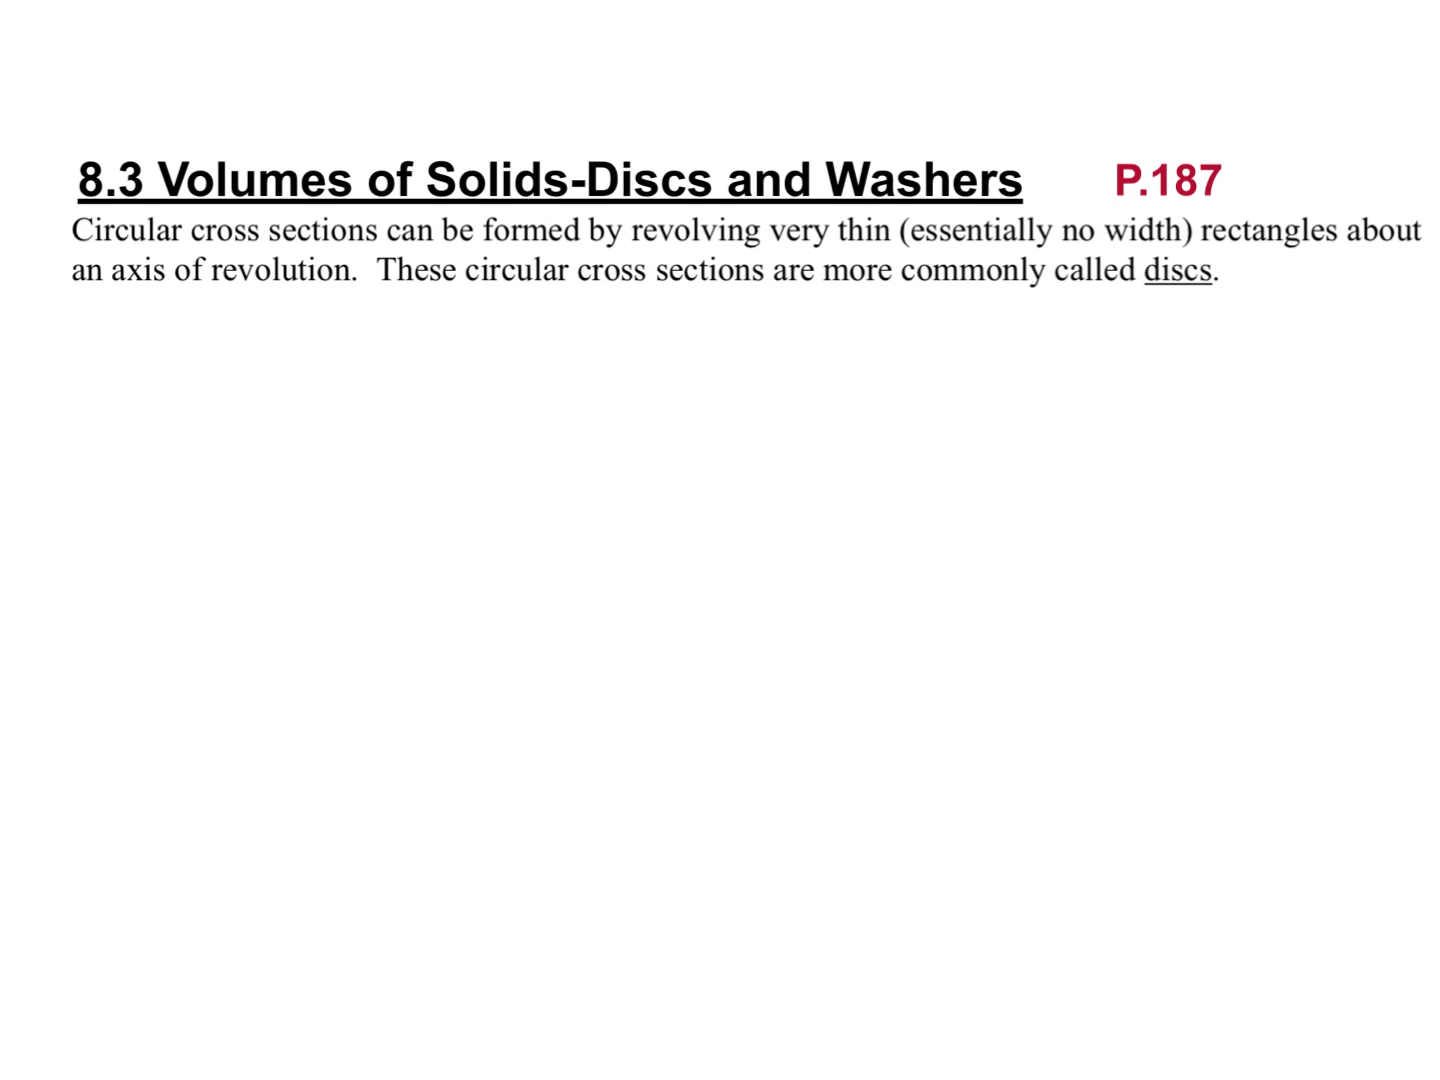 8.3 Volumes of Solids-Discs and Washers P.187
Circular cross sections can be formed by revolving very thin (essentially no width) rectangles about
an axis of revolution. These circular cross sections are more commonly called discs.